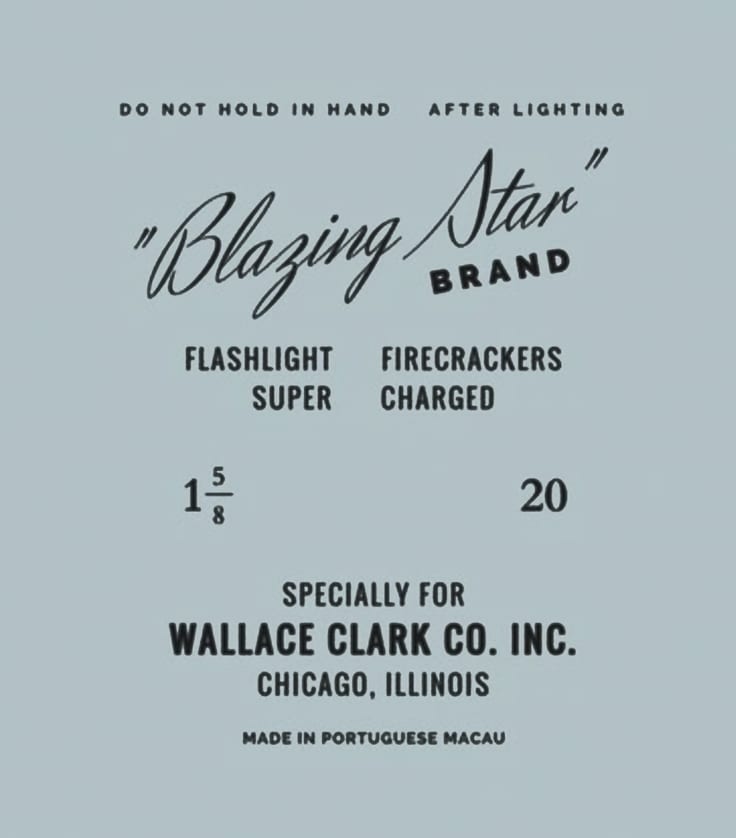 DO NOT HOLD IN HAND AFTER LIGHTING
"Blazing Star"
BRAND
FLASHLIGHT FIRECRACKERS
SUPER CHARGED
1 5/8 20
SPECIALLY FOR
WALLACE CLARK CO. INC.
CHICAGO, ILLINOIS
MADE IN PORTUGUESE MACAU